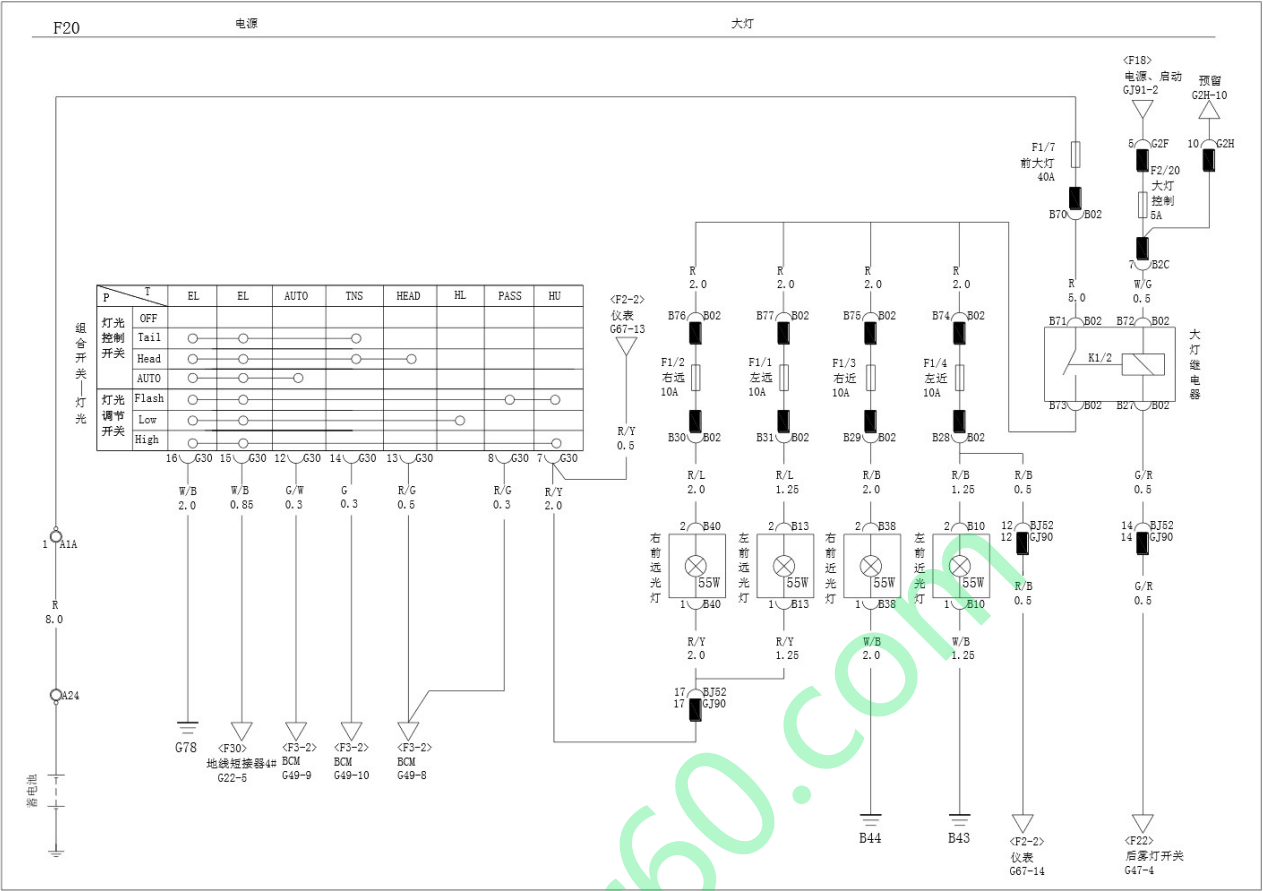 F20
电源
大灯
<F18>
电源、启动
GJ91-2
预留
G2H-10
5 G2F
10 G2H
F1/7
前大灯
40A
F2/20
大灯
控制
5A
B70 B02
7 B2C
R
5.0
W/G
0.5
B71 B02 B72 B02
K1/2
大灯继电器
B73 B02 B27 B02
R
2.0
R
2.0
R
2.0
R
2.0
B76 B02
B77 B02
B75 B02
B74 B02
F1/2
右远
10A
F1/1
左远
10A
F1/3
右近
10A
F1/4
左近
10A
B30 B02
B31 B02
B29 B02
B28 B02
<F2-2>
仪表
G67-13
R/Y
0.5
组合开关—灯光
P T EL EL AUTO TNS HEAD HL PASS HU
灯光控制开关
OFF
Tail
Head
AUTO
灯光调节开关
Flash
Low
High
16 G30 15 G30 12 G30 14 G30 13 G30 8 G30 7 G30
W/B
2.0
W/B
0.85
G/W
0.3
G
0.3
R/G
0.5
R/G
0.3
R/Y
2.0
R/L
2.0
R/L
1.25
R/B
2.0
R/B
1.25
R/B
0.5
G/R
0.5
2 B40
2 B13
2 B38
2 B10
12 BJ52
12 GJ90
14 BJ52
14 GJ90
右前远光灯
55W
左前远光灯
55W
右前近光灯
55W
左前近光灯
55W
1 B40
1 B13
1 B38
1 B10
R/B
0.5
G/R
0.5
R/Y
2.0
R/Y
1.25
W/B
2.0
W/B
1.25
17 BJ52
17 GJ90
1 A1A
R
8.0
A24
蓄电池
G78
<F30>
地线短接器4#
G22-5
<F3-2>
BCM
G49-9
<F3-2>
BCM
G49-10
<F3-2>
BCM
G49-8
B44
B43
<F2-2>
仪表
G67-14
<F22>
后雾灯开关
G47-4
60.com